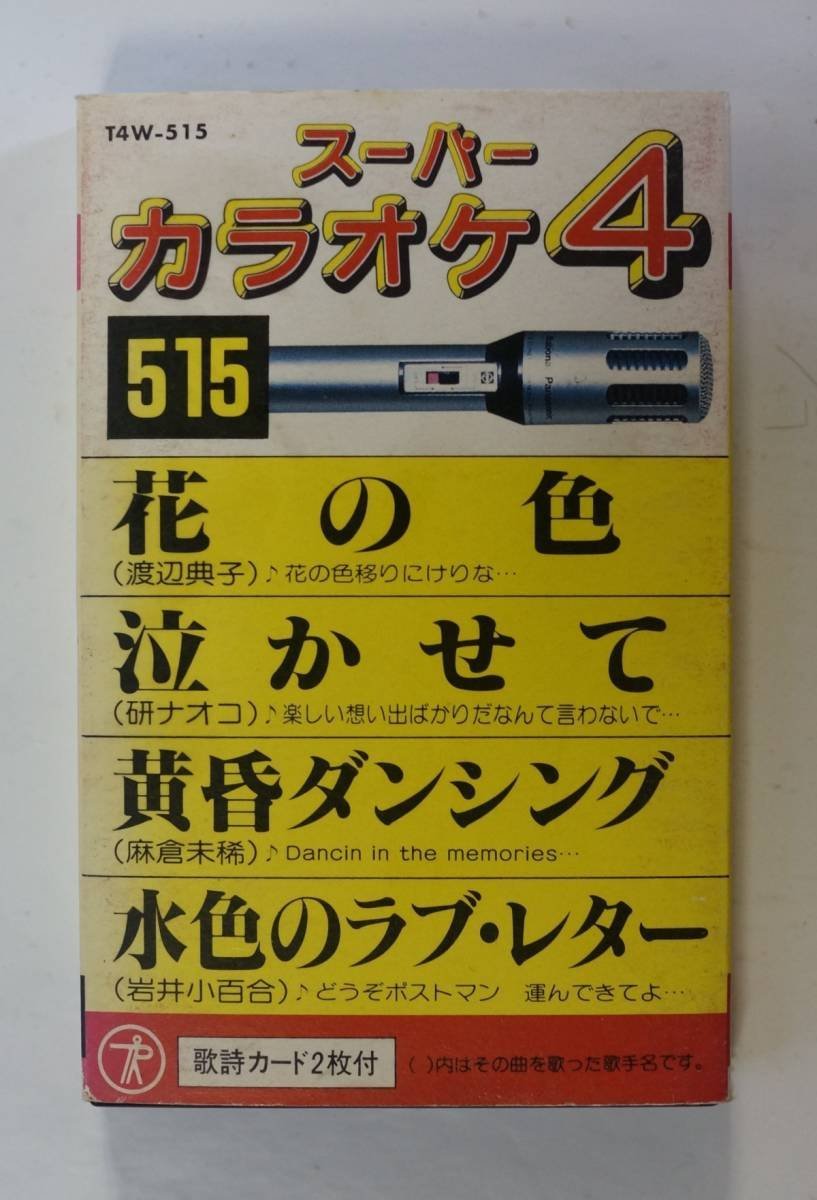 T4W-515
スーパー
カラオケ4
515
花の色
(渡辺典子)♪花の色移りにけりな…
泣かせて
(研ナオコ)♪楽しい想い出ばかりだなんて言わないで…
黄昏ダンシング
(麻倉未稀)♪Dancin in the memories…
水色のラブ・レター
(岩井小百合)♪どうぞポストマン 運んできてよ…
歌詩カード2枚付
( )内はその曲を歌った歌手名です。